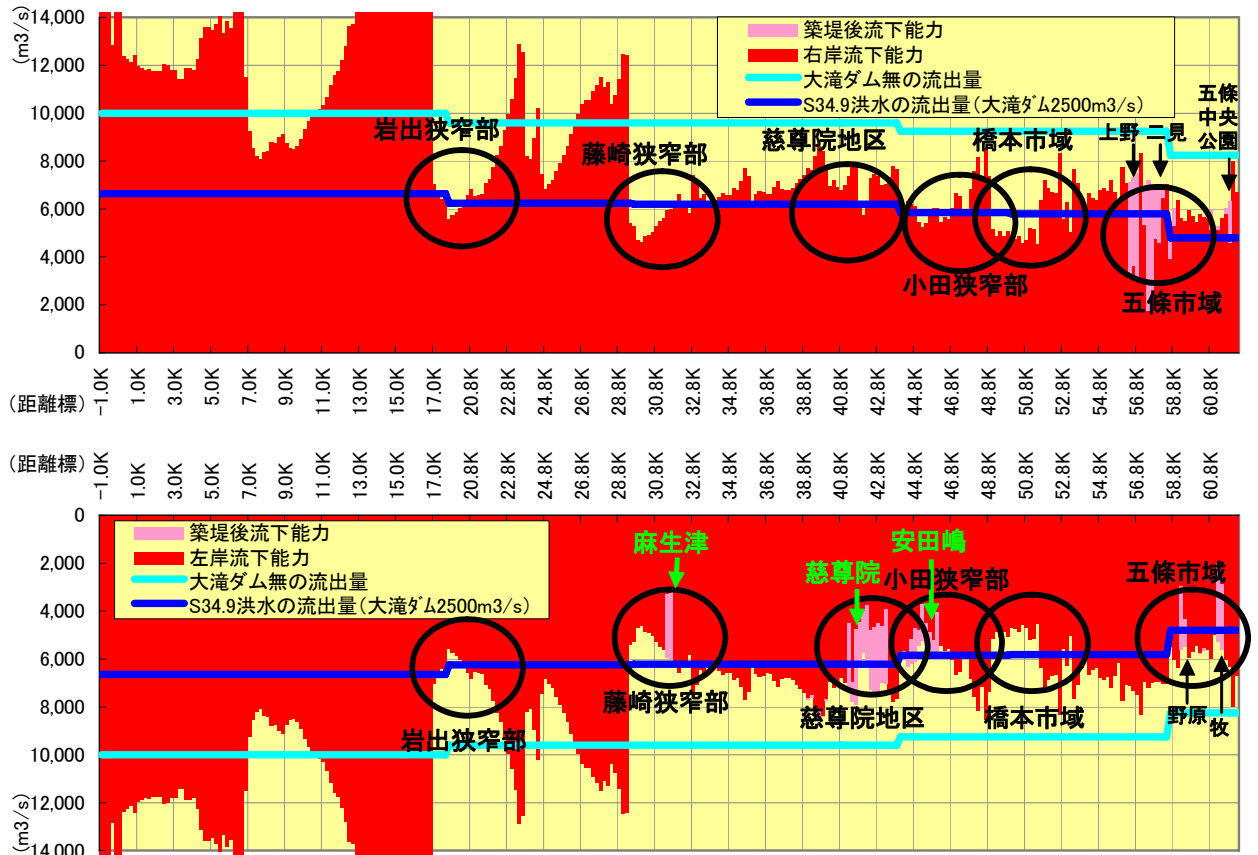 (m3/s)
14,000
12,000
10,000
8,000
6,000
4,000
2,000
0
築堤後流下能力
右岸流下能力
大滝ダム無の流出量
S34.9洪水の流出量(大滝ﾀﾞﾑ2500m3/s)
岩出狭窄部
藤崎狭窄部
慈尊院地区
小田狭窄部
橋本市域
上野
二見
五條
中央
公園
五條市域
(距離標)
-1.0K
1.0K
3.0K
5.0K
7.0K
9.0K
11.0K
13.0K
15.0K
17.0K
20.8K
22.8K
24.8K
26.8K
28.8K
30.8K
32.8K
34.8K
36.8K
38.8K
40.8K
42.8K
44.8K
46.8K
48.8K
50.8K
52.8K
54.8K
56.8K
58.8K
60.8K
(距離標)
-1.0K
1.0K
3.0K
5.0K
7.0K
9.0K
11.0K
13.0K
15.0K
17.0K
20.8K
22.8K
24.8K
26.8K
28.8K
30.8K
32.8K
34.8K
36.8K
38.8K
40.8K
42.8K
44.8K
46.8K
48.8K
50.8K
52.8K
54.8K
56.8K
58.8K
60.8K
0
2,000
4,000
6,000
8,000
10,000
12,000
14,000
(m3/s)
築堤後流下能力
左岸流下能力
大滝ダム無の流出量
S34.9洪水の流出量(大滝ﾀﾞﾑ2500m3/s)
岩出狭窄部
麻生津
藤崎狭窄部
慈尊院
慈尊院地区
安田嶋
小田狭窄部
橋本市域
五條市域
野原
牧